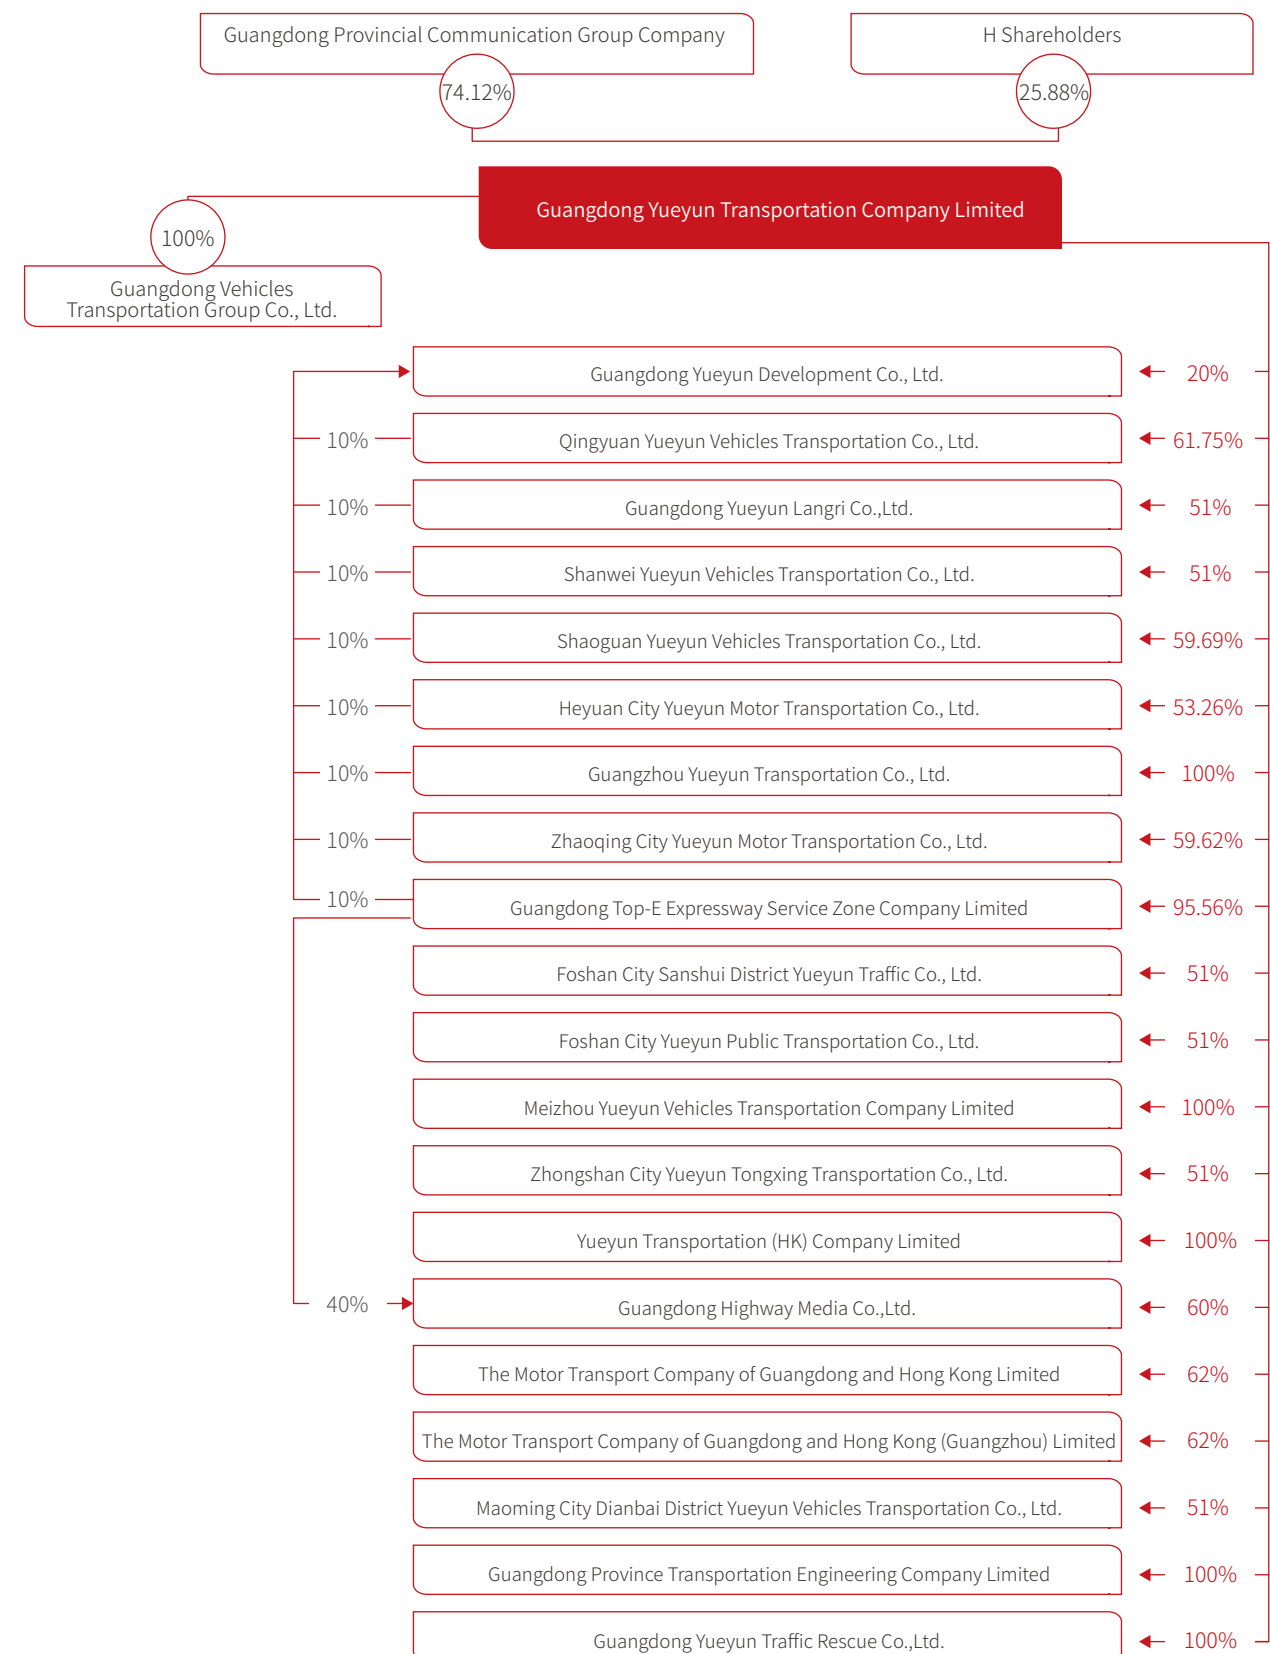 Guangdong Provincial Communication Group Company
H Shareholders
74.12%
25.88%
Guangdong Yueyun Transportation Company Limited
100%
Guangdong Vehicles
Transportation Group Co., Ltd.
Guangdong Yueyun Development Co., Ltd.
20%
10%
Qingyuan Yueyun Vehicles Transportation Co., Ltd.
61.75%
10%
Guangdong Yueyun Langri Co.,Ltd.
51%
10%
Shanwei Yueyun Vehicles Transportation Co., Ltd.
51%
10%
Shaoguan Yueyun Vehicles Transportation Co., Ltd.
59.69%
10%
Heyuan City Yueyun Motor Transportation Co., Ltd.
53.26%
10%
Guangzhou Yueyun Transportation Co., Ltd.
100%
10%
Zhaoqing City Yueyun Motor Transportation Co., Ltd.
59.62%
10%
Guangdong Top-E Expressway Service Zone Company Limited
95.56%
Foshan City Sanshui District Yueyun Traffic Co., Ltd.
51%
Foshan City Yueyun Public Transportation Co., Ltd.
51%
Meizhou Yueyun Vehicles Transportation Company Limited
100%
Zhongshan City Yueyun Tongxing Transportation Co., Ltd.
51%
Yueyun Transportation (HK) Company Limited
100%
40%
Guangdong Highway Media Co.,Ltd.
60%
The Motor Transport Company of Guangdong and Hong Kong Limited
62%
The Motor Transport Company of Guangdong and Hong Kong (Guangzhou) Limited
62%
Maoming City Dianbai District Yueyun Vehicles Transportation Co., Ltd.
51%
Guangdong Province Transportation Engineering Company Limited
100%
Guangdong Yueyun Traffic Rescue Co.,Ltd.
100%